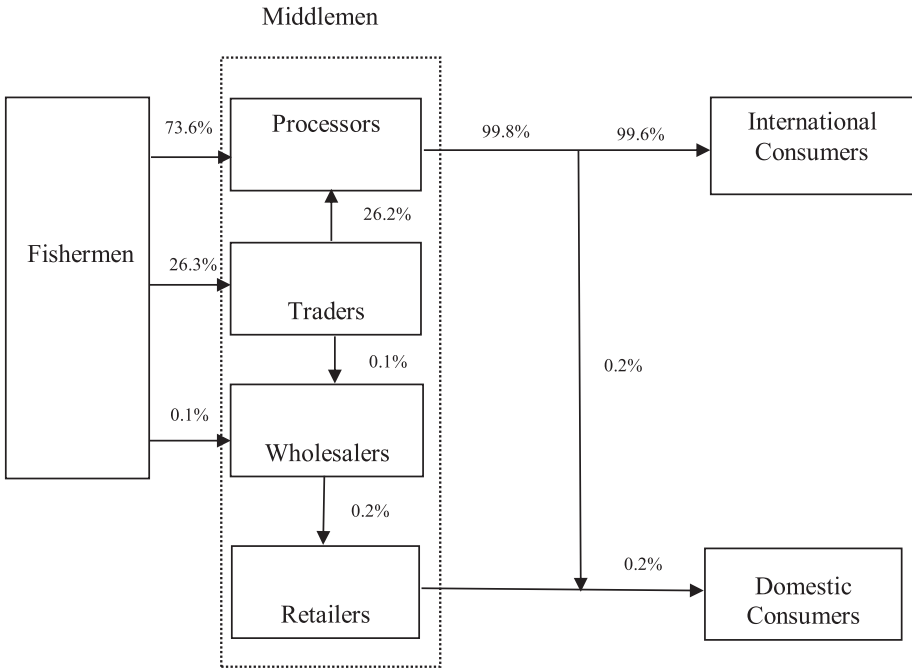 Middlemen
Processors
73.6%
99.8%
99.6%
International
Consumers
26.2%
Fishermen
26.3%
Traders
0.1%
0.2%
0.1%
Wholesalers
0.2%
0.2%
Retailers
Domestic
Consumers